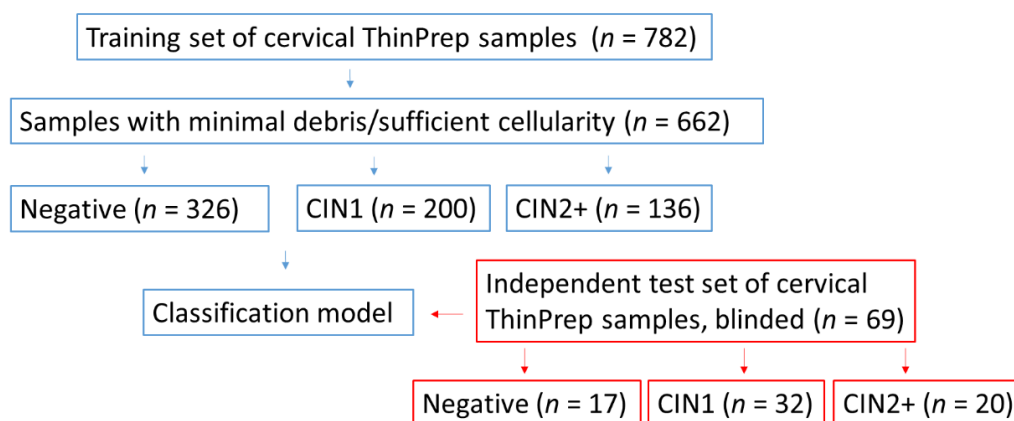 Training set of cervical ThinPrep samples (n = 782)
Samples with minimal debris/sufficient cellularity (n = 662)
Negative (n = 326)
CIN1 (n = 200)
CIN2+ (n = 136)
Classification model
Independent test set of cervical
ThinPrep samples, blinded (n = 69)
Negative (n = 17)
CIN1 (n = 32)
CIN2+ (n = 20)